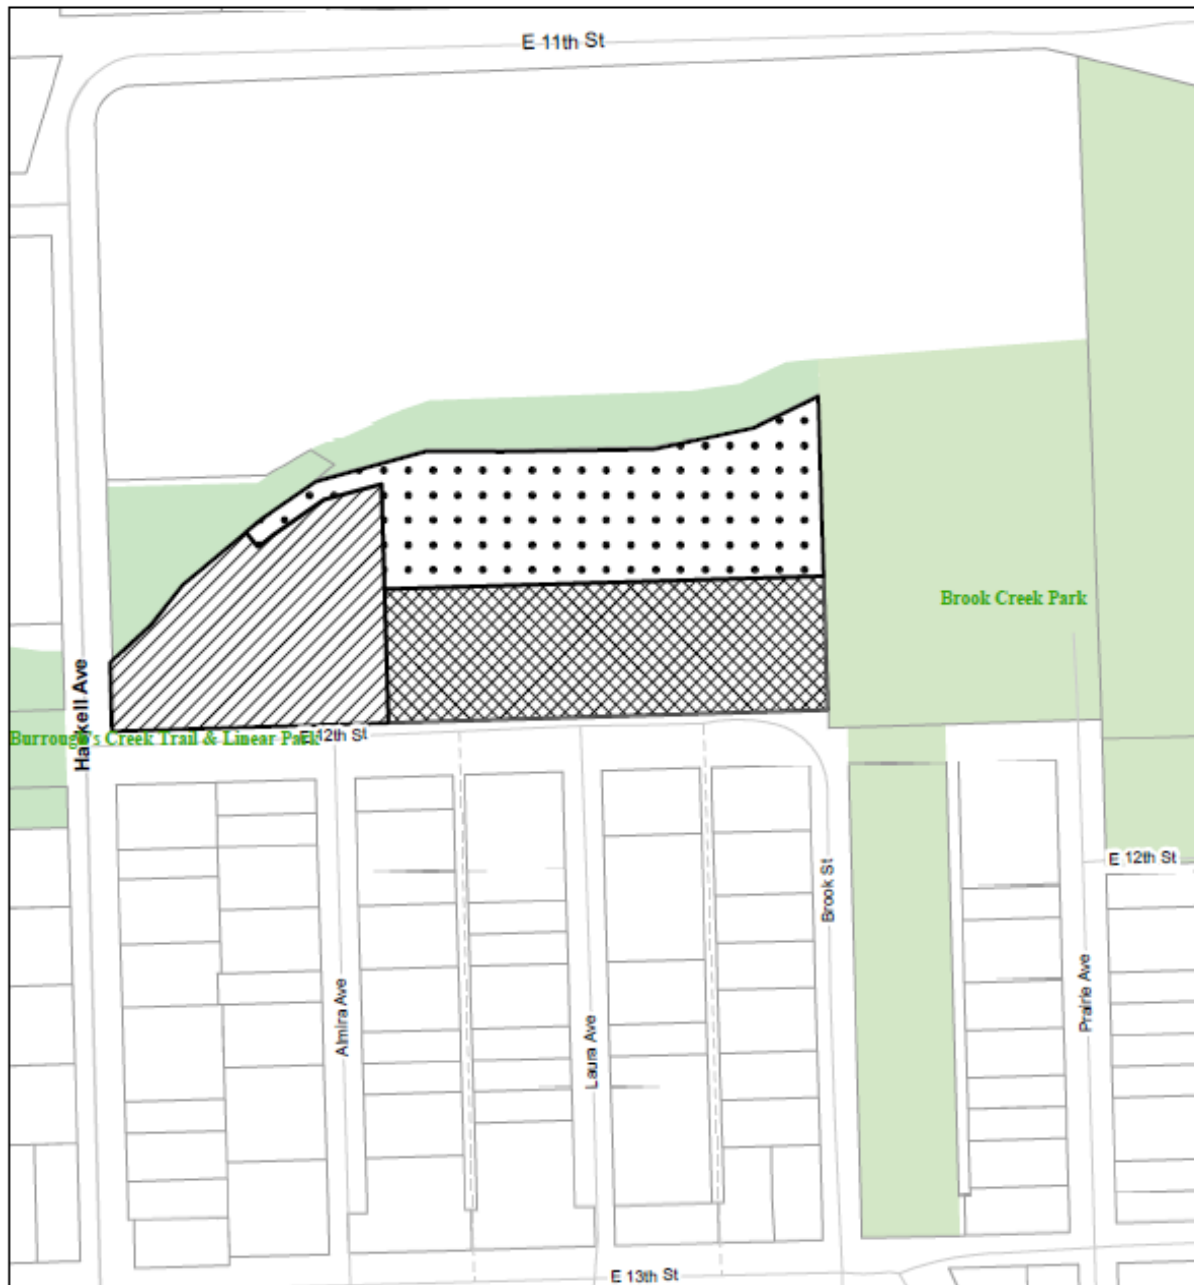 E 11th St
Brook Creek Park
Haskell Ave
Burrough's Creek Trail & Linear Park
E 12th St
E 12th St
Brook St
Almira Ave
Laura Ave
Prairie Ave
E 13th St